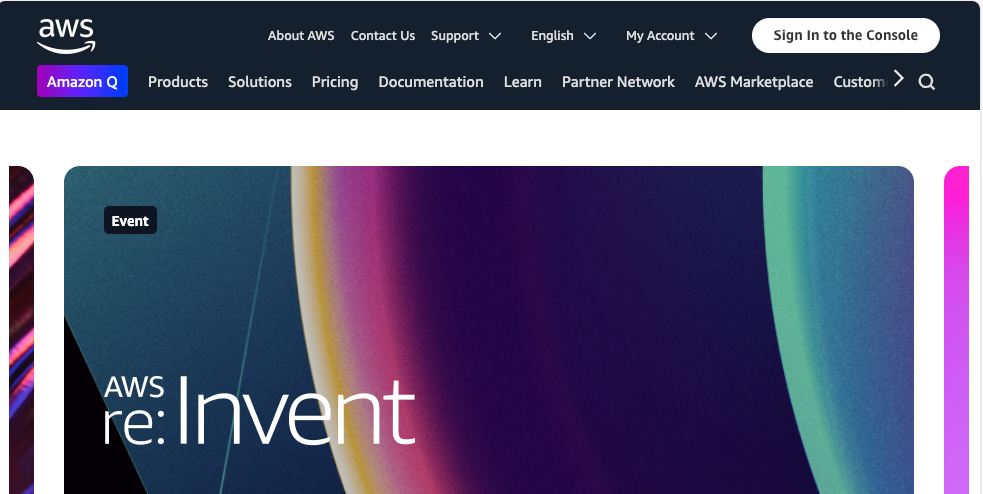 aws
About AWS Contact Us Support English My Account Sign In to the Console
Amazon Q Products Solutions Pricing Documentation Learn Partner Network AWS Marketplace Custom
Event
AWS
re:Invent